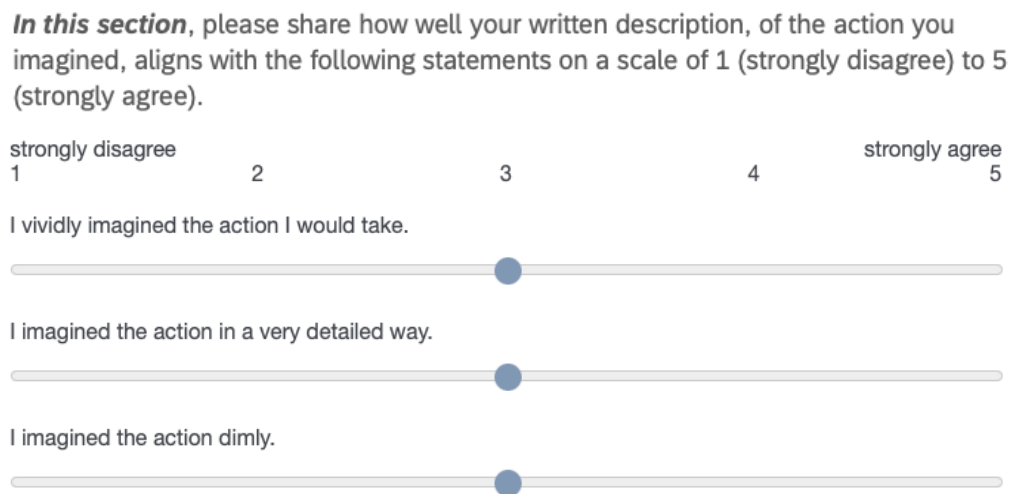 In this section, please share how well your written description, of the action you
imagined, aligns with the following statements on a scale of 1 (strongly disagree) to 5
(strongly agree).
strongly disagree strongly agree
1 2 3 4 5
I vividly imagined the action I would take.
I imagined the action in a very detailed way.
I imagined the action dimly.